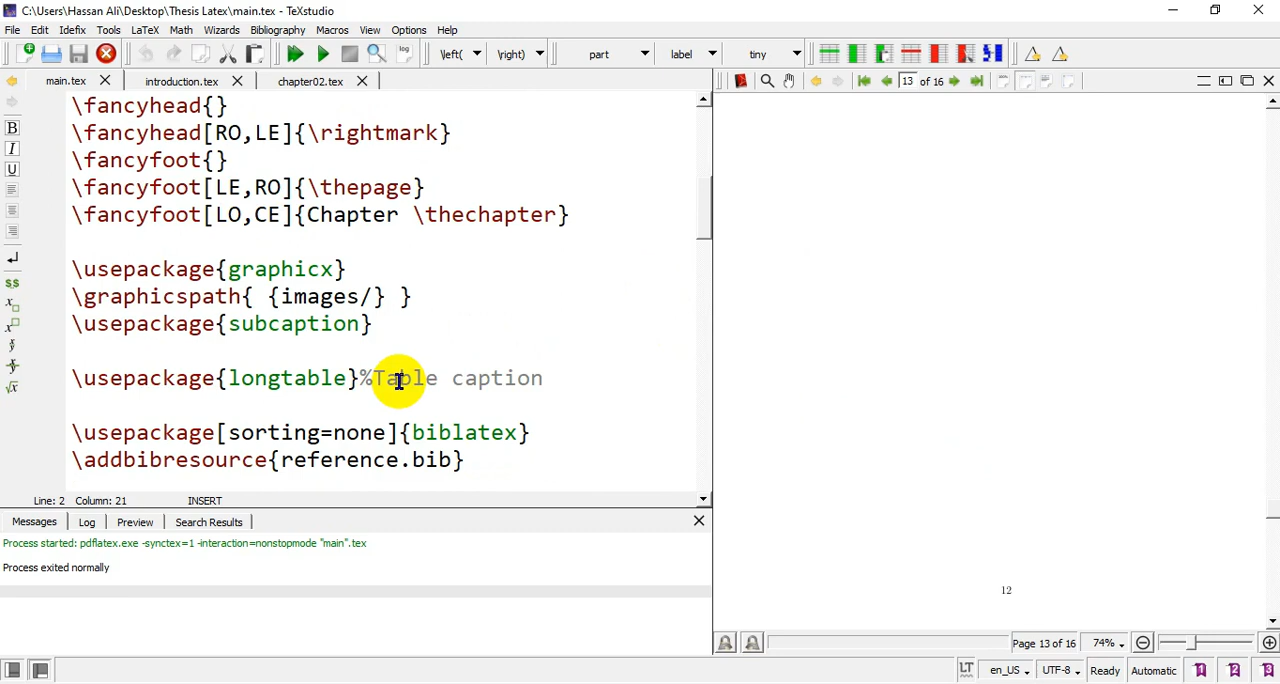 C:\Users\Hassan Ali\Desktop\Thesis Latex\main.tex - TeXstudio
File Edit Idefix Tools LaTeX Math Wizards Bibliography Macros View Options Help
\left( \right) part label tiny
main.tex introduction.tex chapter02.tex
13 of 16
\fancyhead{}
\fancyhead[RO,LE]{\rightmark}
\fancyfoot{}
\fancyfoot[LE,RO]{\thepage}
\fancyfoot[LO,CE]{Chapter \thechapter}
\usepackage{graphicx}
\graphicspath{ {images/} }
\usepackage{subcaption}
\usepackage{longtable}%Table caption
\usepackage[sorting=none]{biblatex}
\addbibresource{reference.bib}
Line: 2 Column: 21 INSERT
Messages Log Preview Search Results
Process started: pdflatex.exe -synctex=1 -interaction=nonstopmode "main".tex
Process exited normally
12
Page 13 of 16 74%
LT en_US UTF-8 Ready Automatic 1 2 3